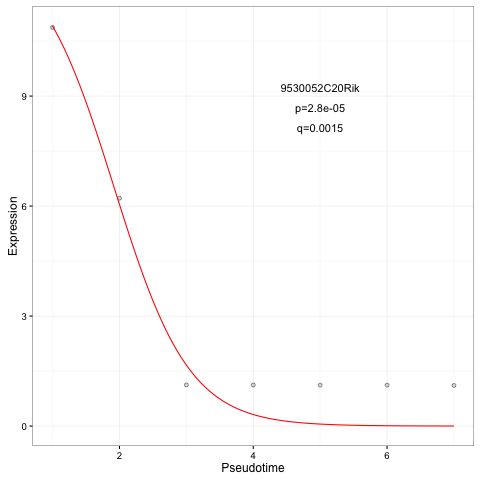 9530052C20Rik
p=2.8e-05
q=0.0015
Expression
9
6
3
0
2
4
6
Pseudotime